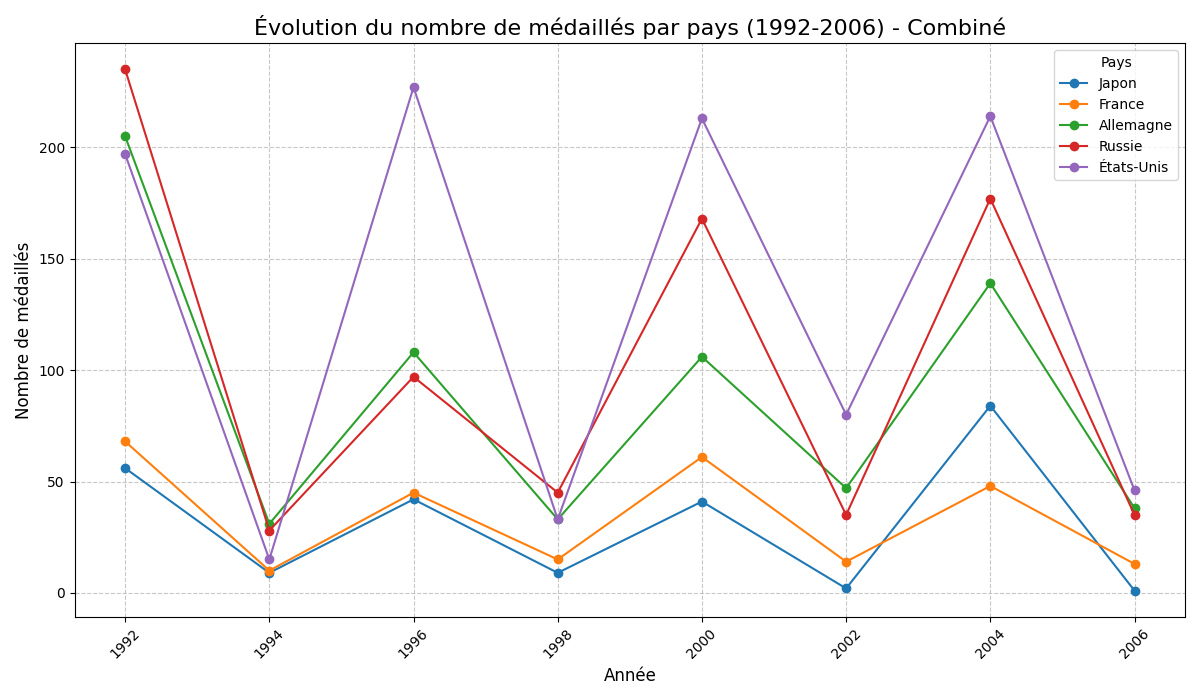 Évolution du nombre de médaillés par pays (1992-2006) - Combiné
Pays
Japon
France
Allemagne
Russie
États-Unis
Nombre de médaillés
200
150
100
50
0
1992
1994
1996
1998
2000
2002
2004
2006
Année